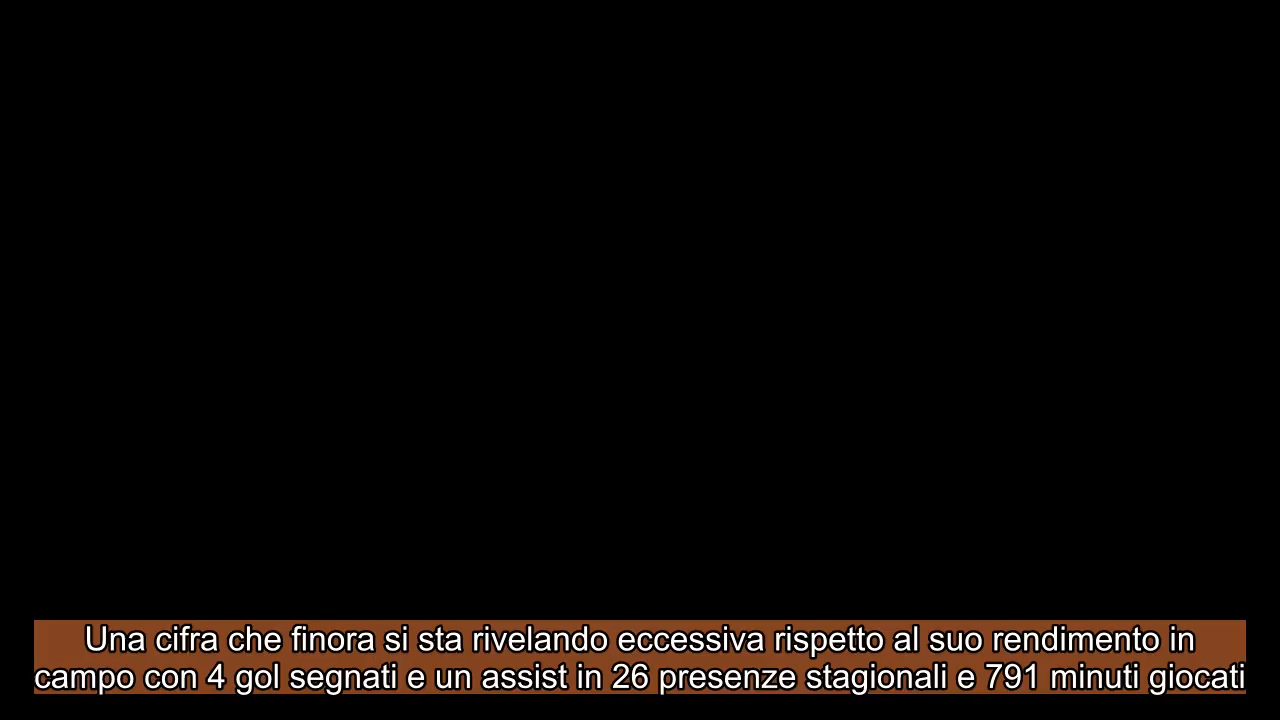 Una cifra che finora si sta rivelando eccessiva rispetto al suo rendimento in
campo con 4 gol segnati e un assist in 26 presenze stagionali e 791 minuti giocati